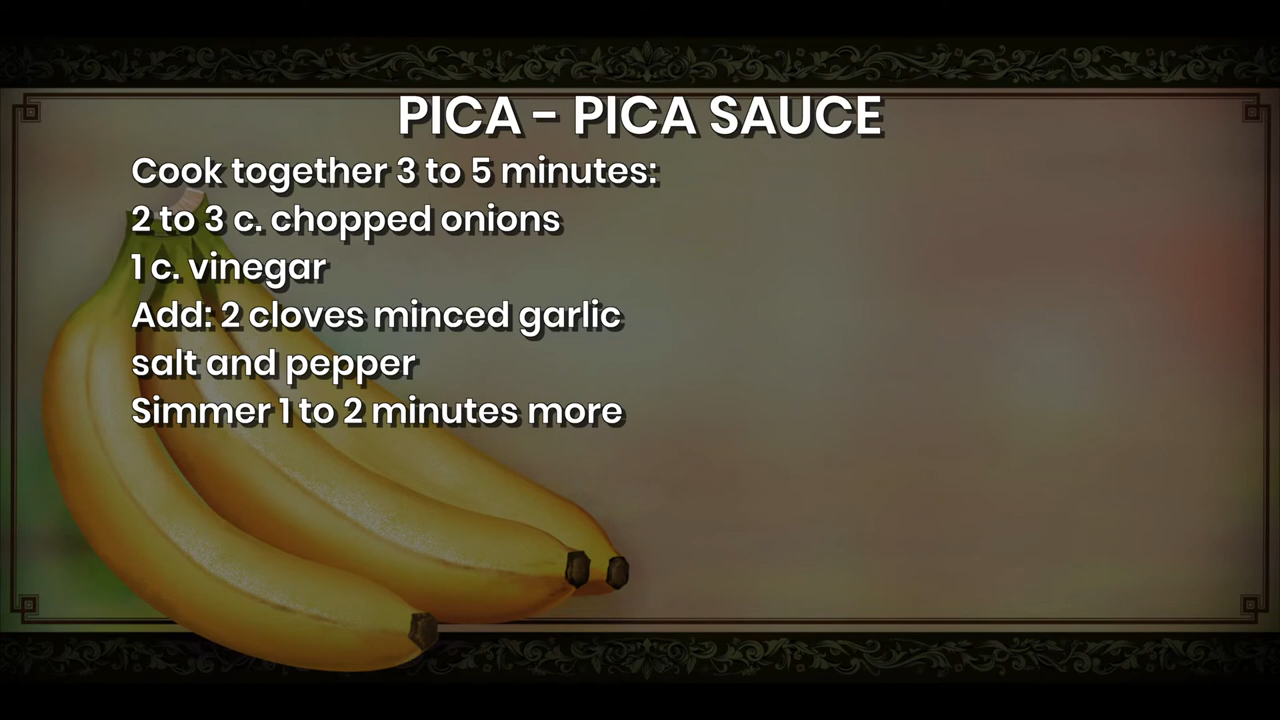 PICA - PICA SAUCE
Cook together 3 to 5 minutes:
2 to 3 c. chopped onions
1 c. vinegar
Add: 2 cloves minced garlic
salt and pepper
Simmer 1 to 2 minutes more